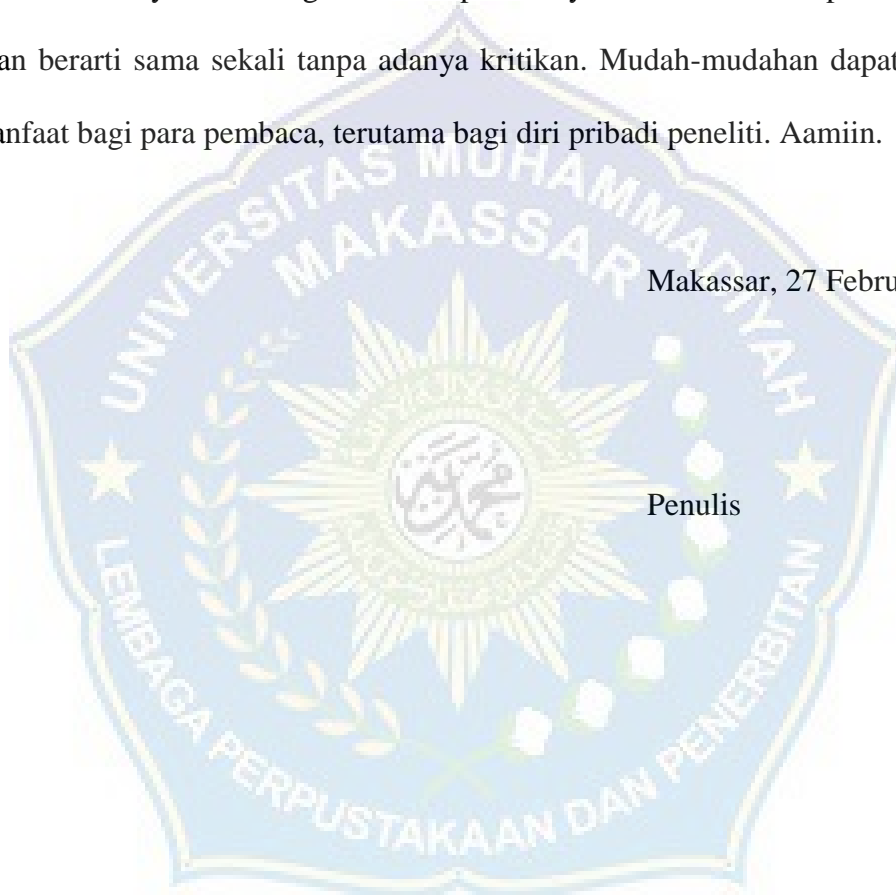 an berarti sama sekali tanpa adanya kritikan. Mudah-mudahan dapat
anfaat bagi para pembaca, terutama bagi diri pribadi peneliti. Aamiin.
UNIVERSITAS MUHAMMADIYAH
MAKASSAR
Makassar, 27 Febru
Penulis
LEMBAGA PERPUSTAKAAN DAN PENERBITAN